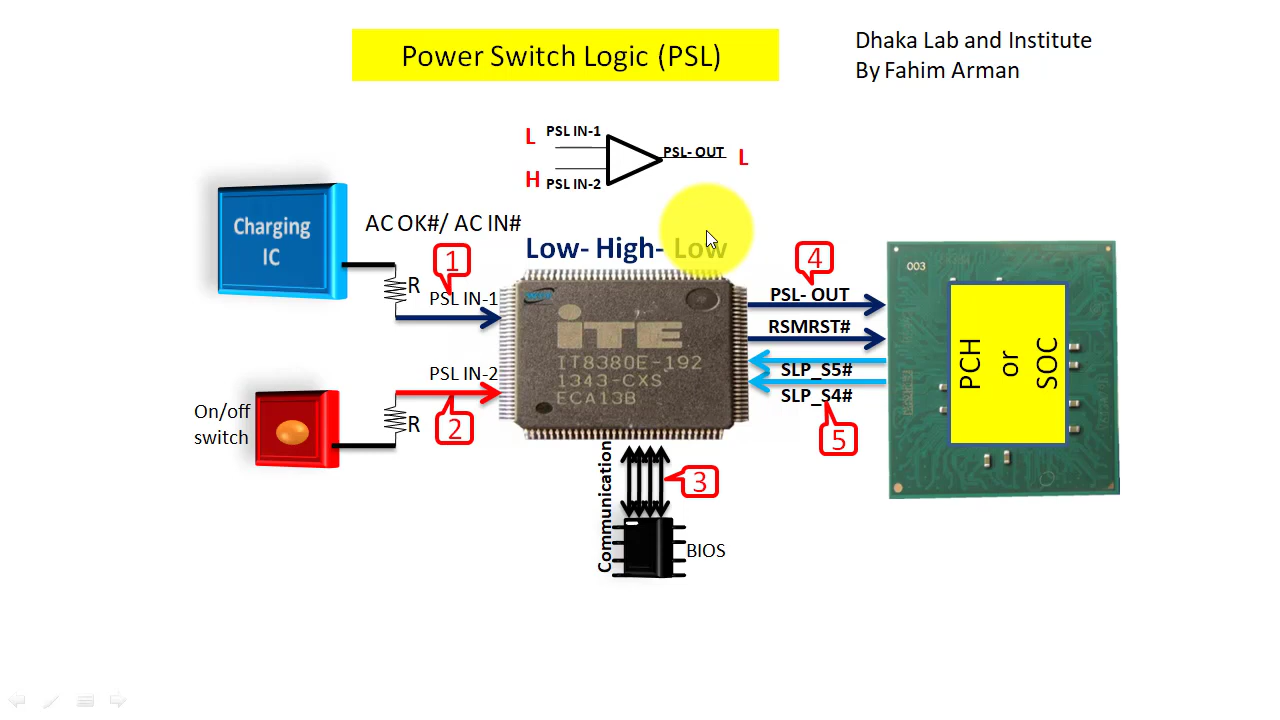 Power Switch Logic (PSL)
Dhaka Lab and Institute
By Fahim Arman
L
PSL IN-1
PSL- OUT
L
H
PSL IN-2
Charging
IC
AC OK#/ AC IN#
Low- High- Low
1
R
PSL IN-1
4
PSL- OUT
RSMRST#
SLP_S5#
SLP_S4#
5
003
PCH
or
SOC
iTE
IT8380E-192
1343-CXS
ECA13B
PSL IN-2
On/off
switch
2
R
3
Communication
BIOS